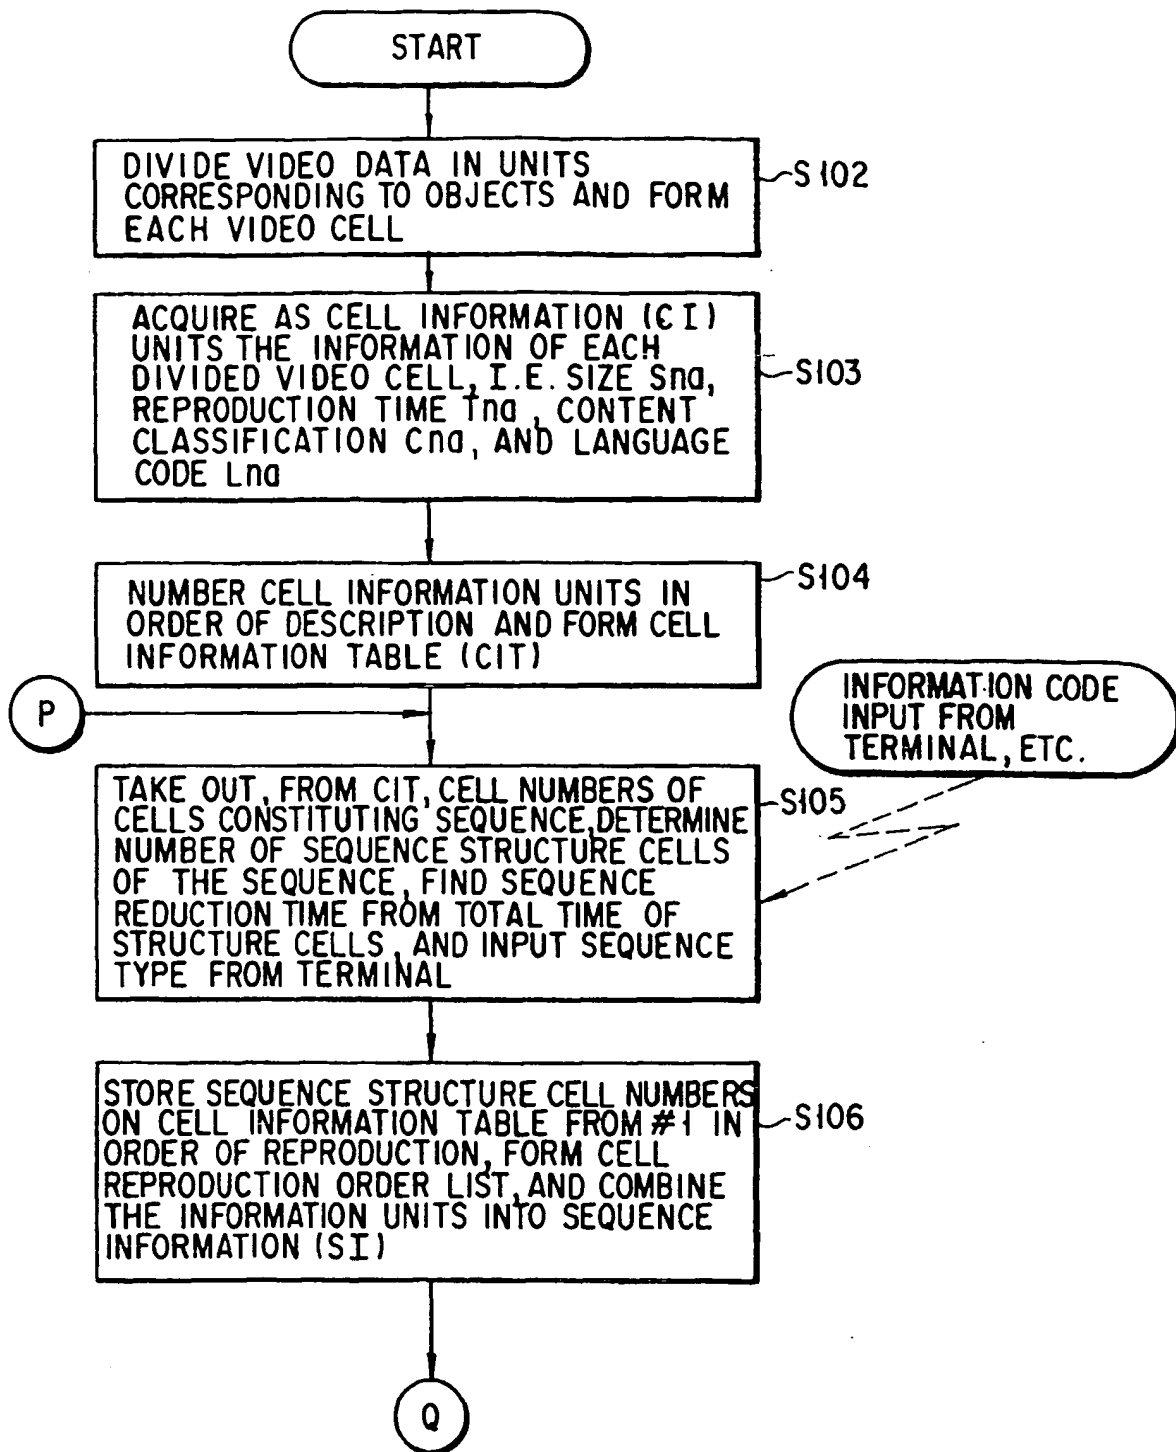 START
DIVIDE VIDEO DATA IN UNITS
CORRESPONDING TO OBJECTS AND FORM
EACH VIDEO CELL
S102
ACQUIRE AS CELL INFORMATION (CI)
UNITS THE INFORMATION OF EACH
DIVIDED VIDEO CELL, I.E. SIZE Sna,
REPRODUCTION TIME Tna, CONTENT
CLASSIFICATION Cna, AND LANGUAGE
CODE Lna
S103
NUMBER CELL INFORMATION UNITS IN
ORDER OF DESCRIPTION AND FORM CELL
INFORMATION TABLE (CIT)
S104
P
INFORMATION CODE
INPUT FROM
TERMINAL, ETC.
TAKE OUT, FROM CIT, CELL NUMBERS OF
CELLS CONSTITUTING SEQUENCE, DETERMINE
NUMBER OF SEQUENCE STRUCTURE CELLS
OF THE SEQUENCE, FIND SEQUENCE
REDUCTION TIME FROM TOTAL TIME OF
STRUCTURE CELLS, AND INPUT SEQUENCE
TYPE FROM TERMINAL
S105
STORE SEQUENCE STRUCTURE CELL NUMBERS
ON CELL INFORMATION TABLE FROM #1 IN
ORDER OF REPRODUCTION, FORM CELL
REPRODUCTION ORDER LIST, AND COMBINE
THE INFORMATION UNITS INTO SEQUENCE
INFORMATION (SI)
S106
Q